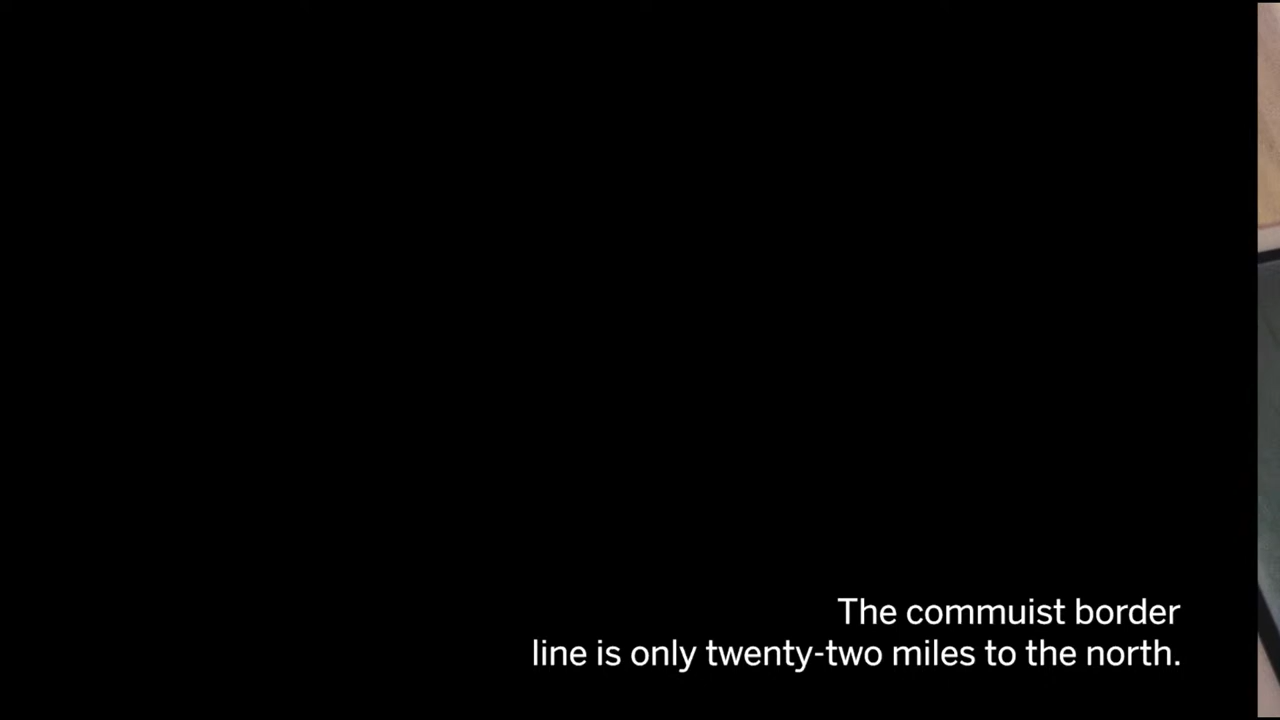 The commuist border
line is only twenty-two miles to the north.